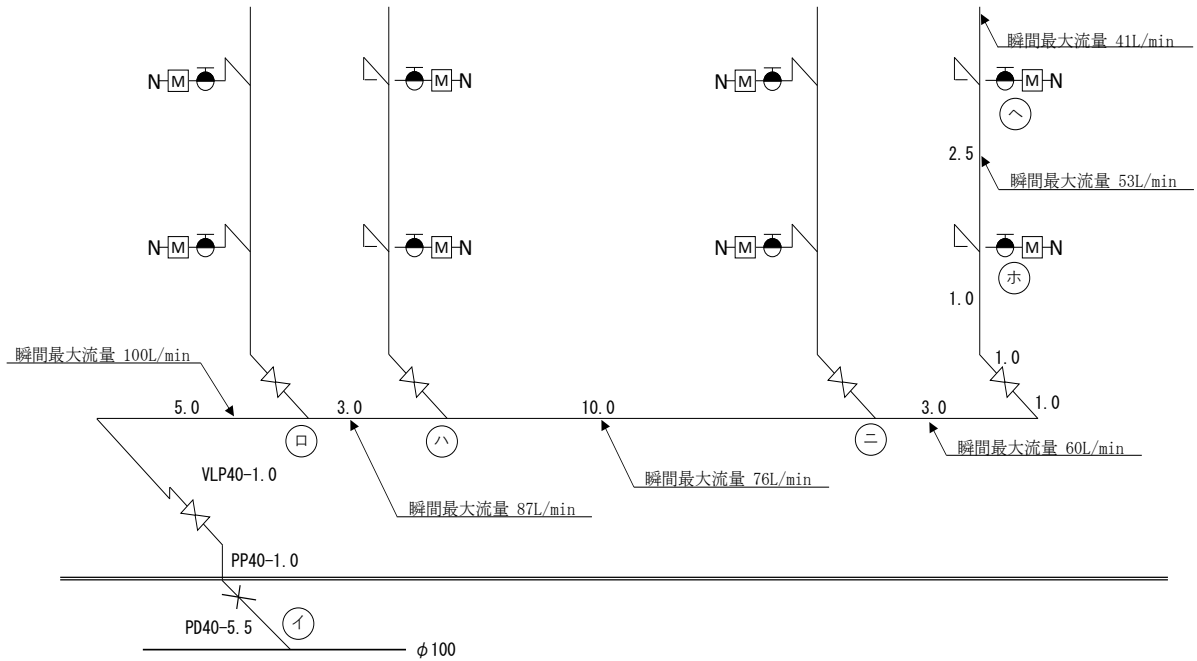 瞬間最大流量 41L/min
N M
M N
N M
M N
ヘ
2.5
瞬間最大流量 53L/min
N M
M N
N M
M N
ホ
1.0
瞬間最大流量 100L/min
1.0
5.0
3.0
10.0
3.0
1.0
ロ
ハ
ニ
瞬間最大流量 60L/min
VLP40-1.0
瞬間最大流量 76L/min
瞬間最大流量 87L/min
PP40-1.0
イ
PD40-5.5
φ100